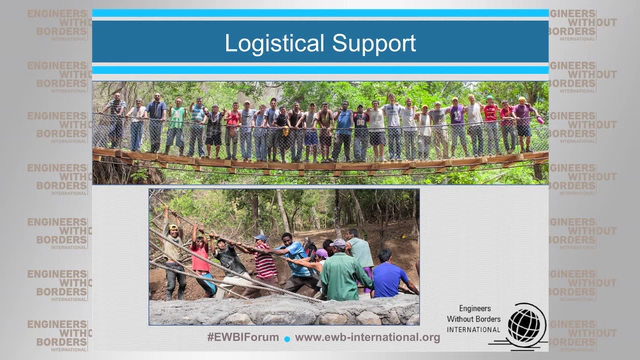 Logistical Support
#EWBIForum • www.ewb-international.org
Engineers
Without Borders
INTERNATIONAL
ENGINEERS
WITHOUT
BORDERS
INTERNATIONAL